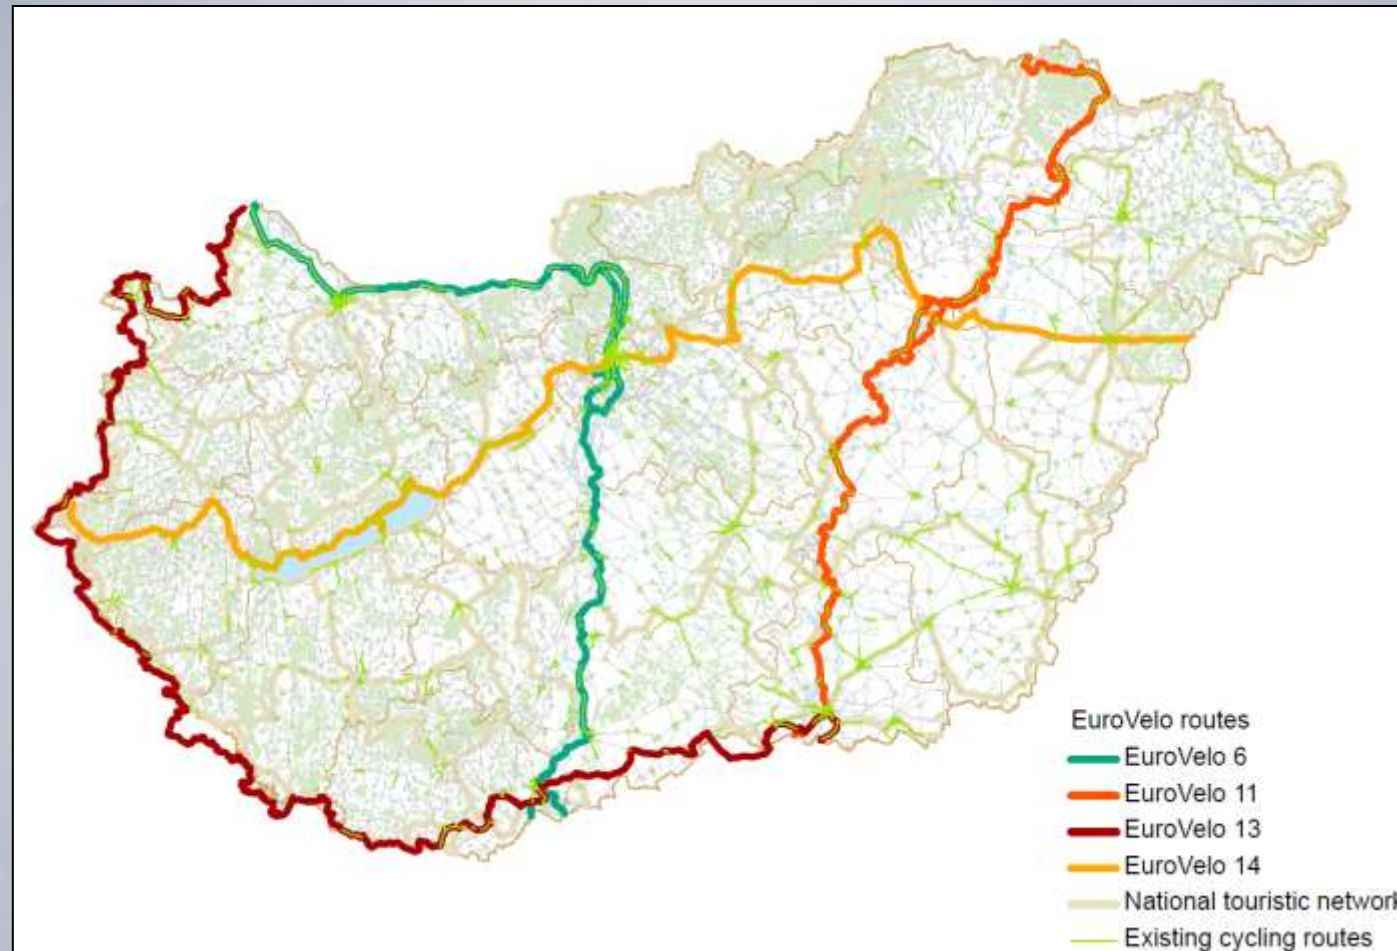 EuroVelo routes
EuroVelo 6
EuroVelo 11
EuroVelo 13
EuroVelo 14
National touristic network
Existing cycling routes